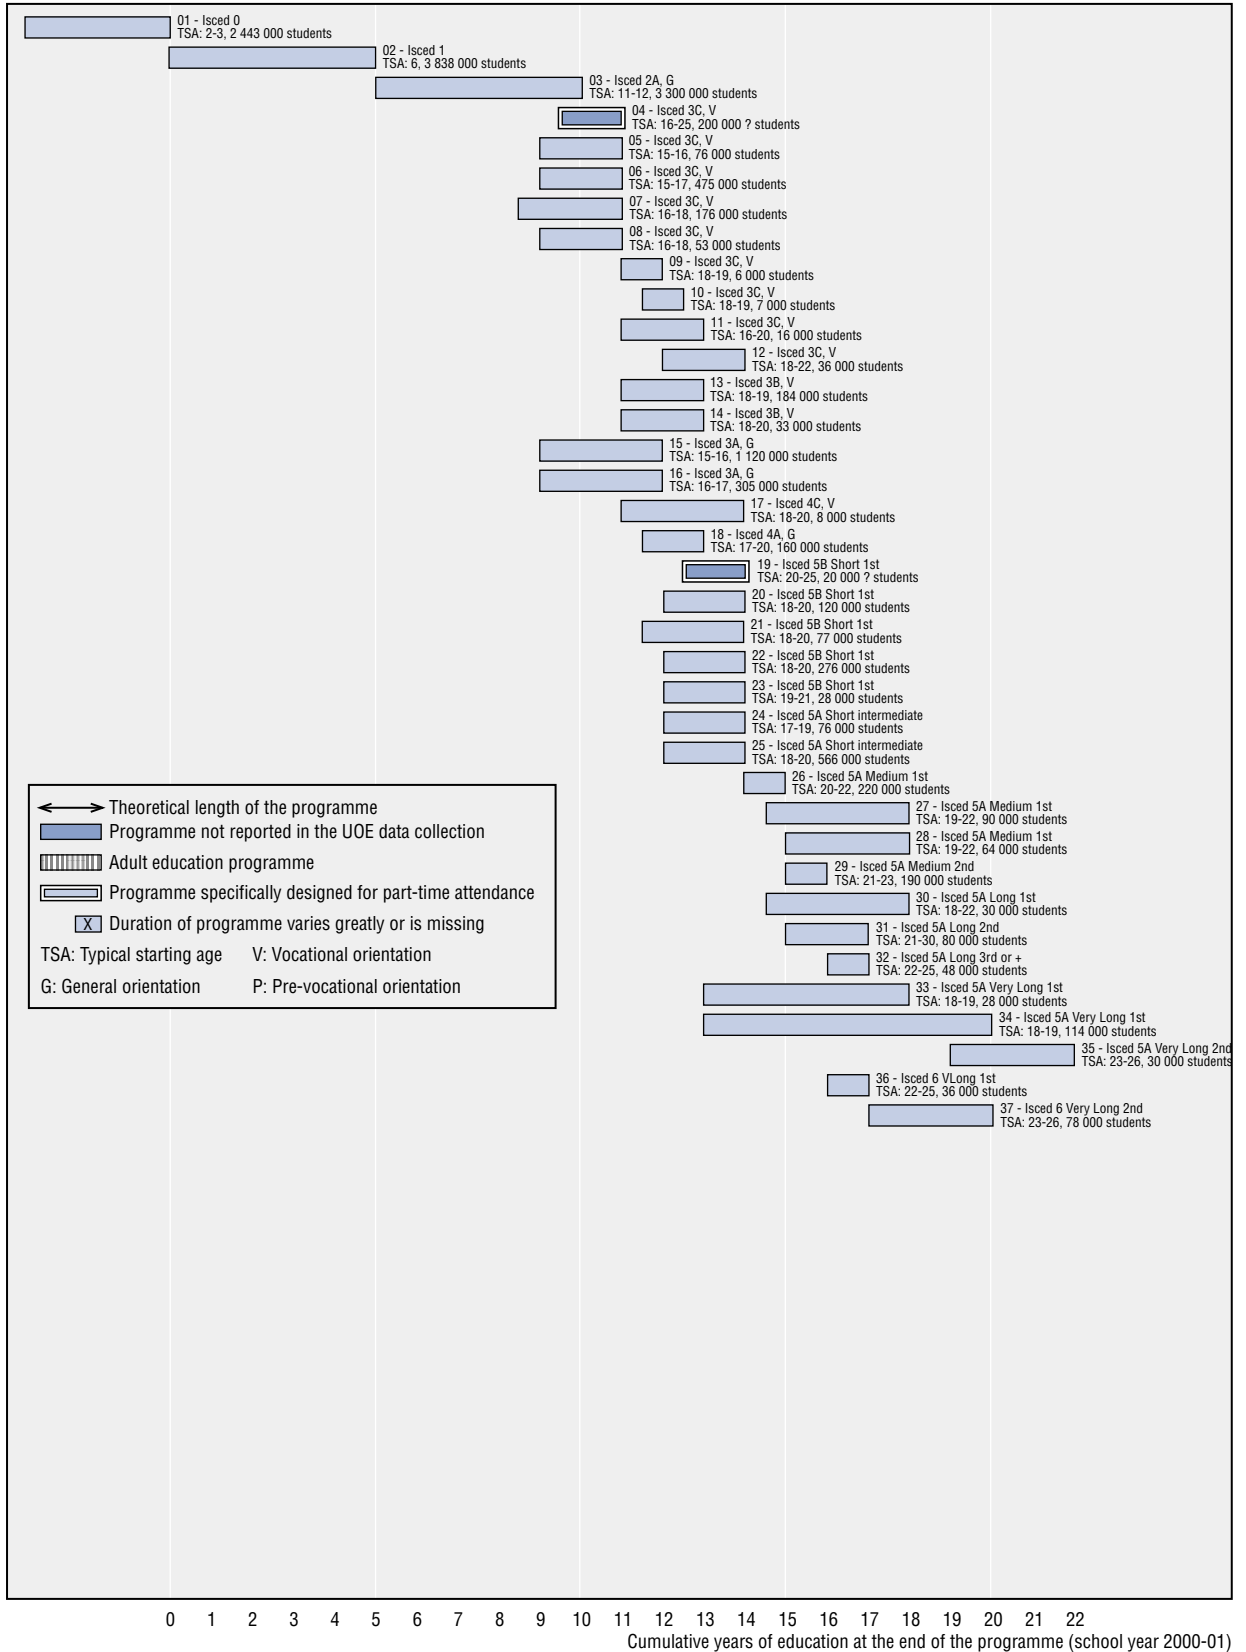 01 - Isced 0
TSA: 2-3, 2 443 000 students
02 - Isced 1
TSA: 6, 3 838 000 students
03 - Isced 2A, G
TSA: 11-12, 3 300 000 students
04 - Isced 3C, V
TSA: 16-25, 200 000 ? students
05 - Isced 3C, V
TSA: 15-16, 76 000 students
06 - Isced 3C, V
TSA: 15-17, 475 000 students
07 - Isced 3C, V
TSA: 16-18, 176 000 students
08 - Isced 3C, V
TSA: 16-18, 53 000 students
09 - Isced 3C, V
TSA: 18-19, 6 000 students
10 - Isced 3C, V
TSA: 18-19, 7 000 students
11 - Isced 3C, V
TSA: 16-20, 16 000 students
12 - Isced 3C, V
TSA: 18-22, 36 000 students
13 - Isced 3B, V
TSA: 18-19, 184 000 students
14 - Isced 3B, V
TSA: 18-20, 33 000 students
15 - Isced 3A, G
TSA: 15-16, 1 120 000 students
16 - Isced 3A, G
TSA: 16-17, 305 000 students
17 - Isced 4C, V
TSA: 18-20, 8 000 students
18 - Isced 4A, G
TSA: 17-20, 160 000 students
19 - Isced 5B Short 1st
TSA: 20-25, 20 000 ? students
20 - Isced 5B Short 1st
TSA: 18-20, 120 000 students
21 - Isced 5B Short 1st
TSA: 18-20, 77 000 students
22 - Isced 5B Short 1st
TSA: 18-20, 276 000 students
23 - Isced 5B Short 1st
TSA: 19-21, 28 000 students
24 - Isced 5A Short intermediate
TSA: 17-19, 76 000 students
25 - Isced 5A Short intermediate
TSA: 18-20, 566 000 students
26 - Isced 5A Medium 1st
TSA: 20-22, 220 000 students
27 - Isced 5A Medium 1st
TSA: 19-22, 90 000 students
28 - Isced 5A Medium 1st
TSA: 19-22, 64 000 students
29 - Isced 5A Medium 2nd
TSA: 21-23, 190 000 students
30 - Isced 5A Long 1st
TSA: 18-22, 30 000 students
31 - Isced 5A Long 2nd
TSA: 21-30, 80 000 students
32 - Isced 5A Long 3rd or +
TSA: 22-25, 48 000 students
33 - Isced 5A Very Long 1st
TSA: 18-19, 28 000 students
34 - Isced 5A Very Long 1st
TSA: 18-19, 114 000 students
35 - Isced 5A Very Long 2nd
TSA: 23-26, 30 000 students
36 - Isced 6 VLong 1st
TSA: 22-25, 36 000 students
37 - Isced 6 Very Long 2nd
TSA: 23-26, 78 000 students
Theoretical length of the programme
Programme not reported in the UOE data collection
Adult education programme
Programme specifically designed for part-time attendance
X Duration of programme varies greatly or is missing
TSA: Typical starting age V: Vocational orientation
G: General orientation P: Pre-vocational orientation
0 1 2 3 4 5 6 7 8 9 10 11 12 13 14 15 16 17 18 19 20 21 22
Cumulative years of education at the end of the programme (school year 2000-01)